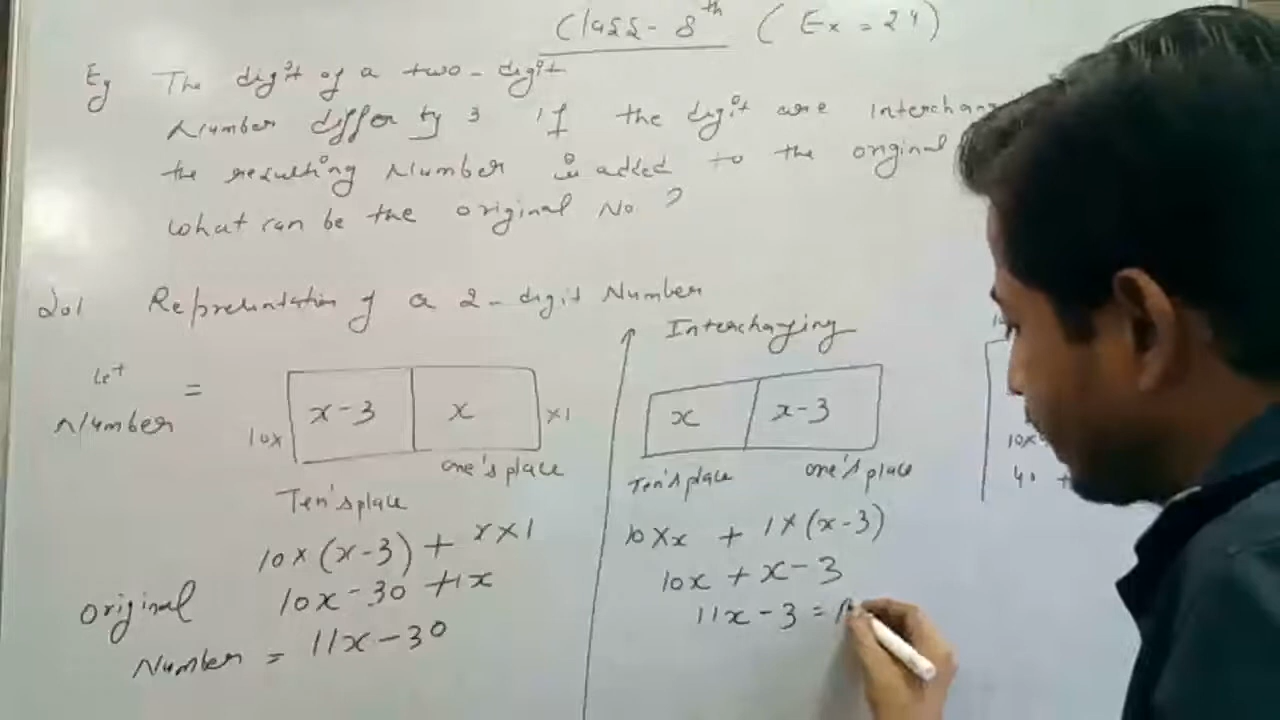 Class - 8th ( Ex = 24)
Eg The digit of a two-digit
Number differ by 3 If the digit are Interchan
the resulting Number is added to the original
what can be the original No. ?
Sol Representation of a 2-digit Number
Interchanging
let
Number =
x-3 x
10x x1
one's place
Ten's place
x x-3
Ten's place one's place
10x
10×(x-3) + x×1
10x-30 +1x
Original
Number = 11x-30
10×x + 1×(x-3)
10x + x-3
11x-3 =